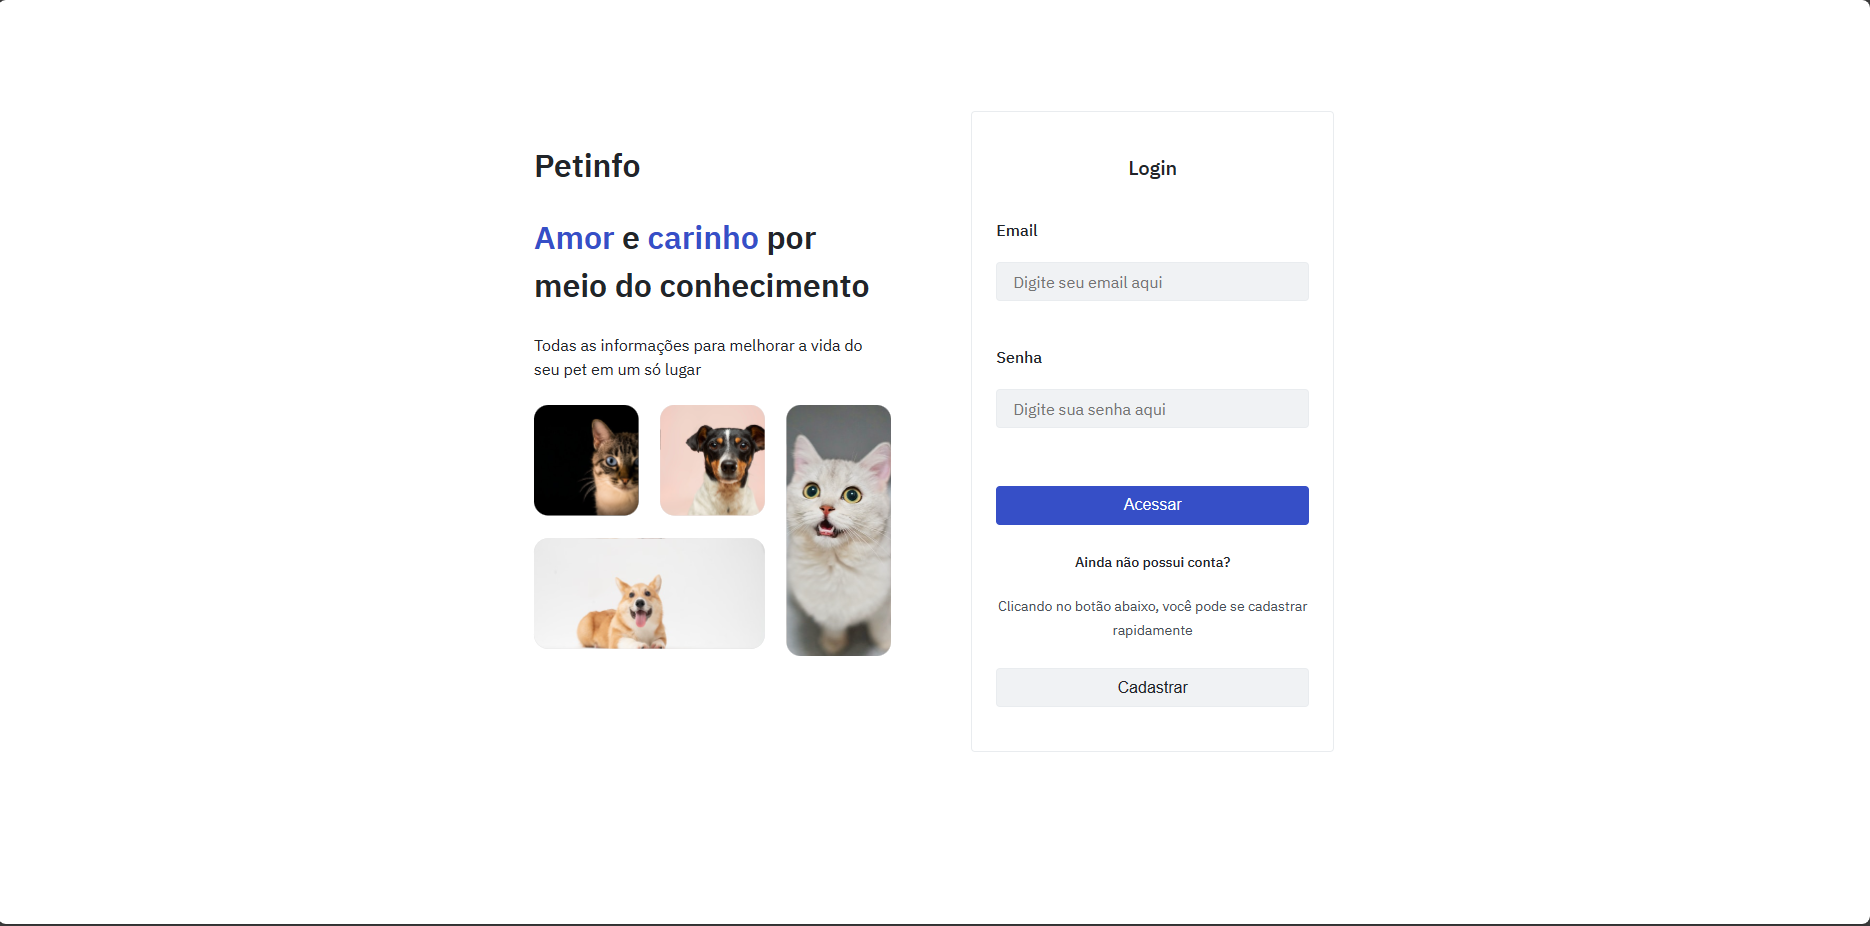 Petinfo
Amor e carinho por
meio do conhecimento
Todas as informações para melhorar a vida do
seu pet em um só lugar
Login
Email
Digite seu email aqui
Senha
Digite sua senha aqui
Acessar
Ainda não possui conta?
Clicando no botão abaixo, você pode se cadastrar
rapidamente
Cadastrar